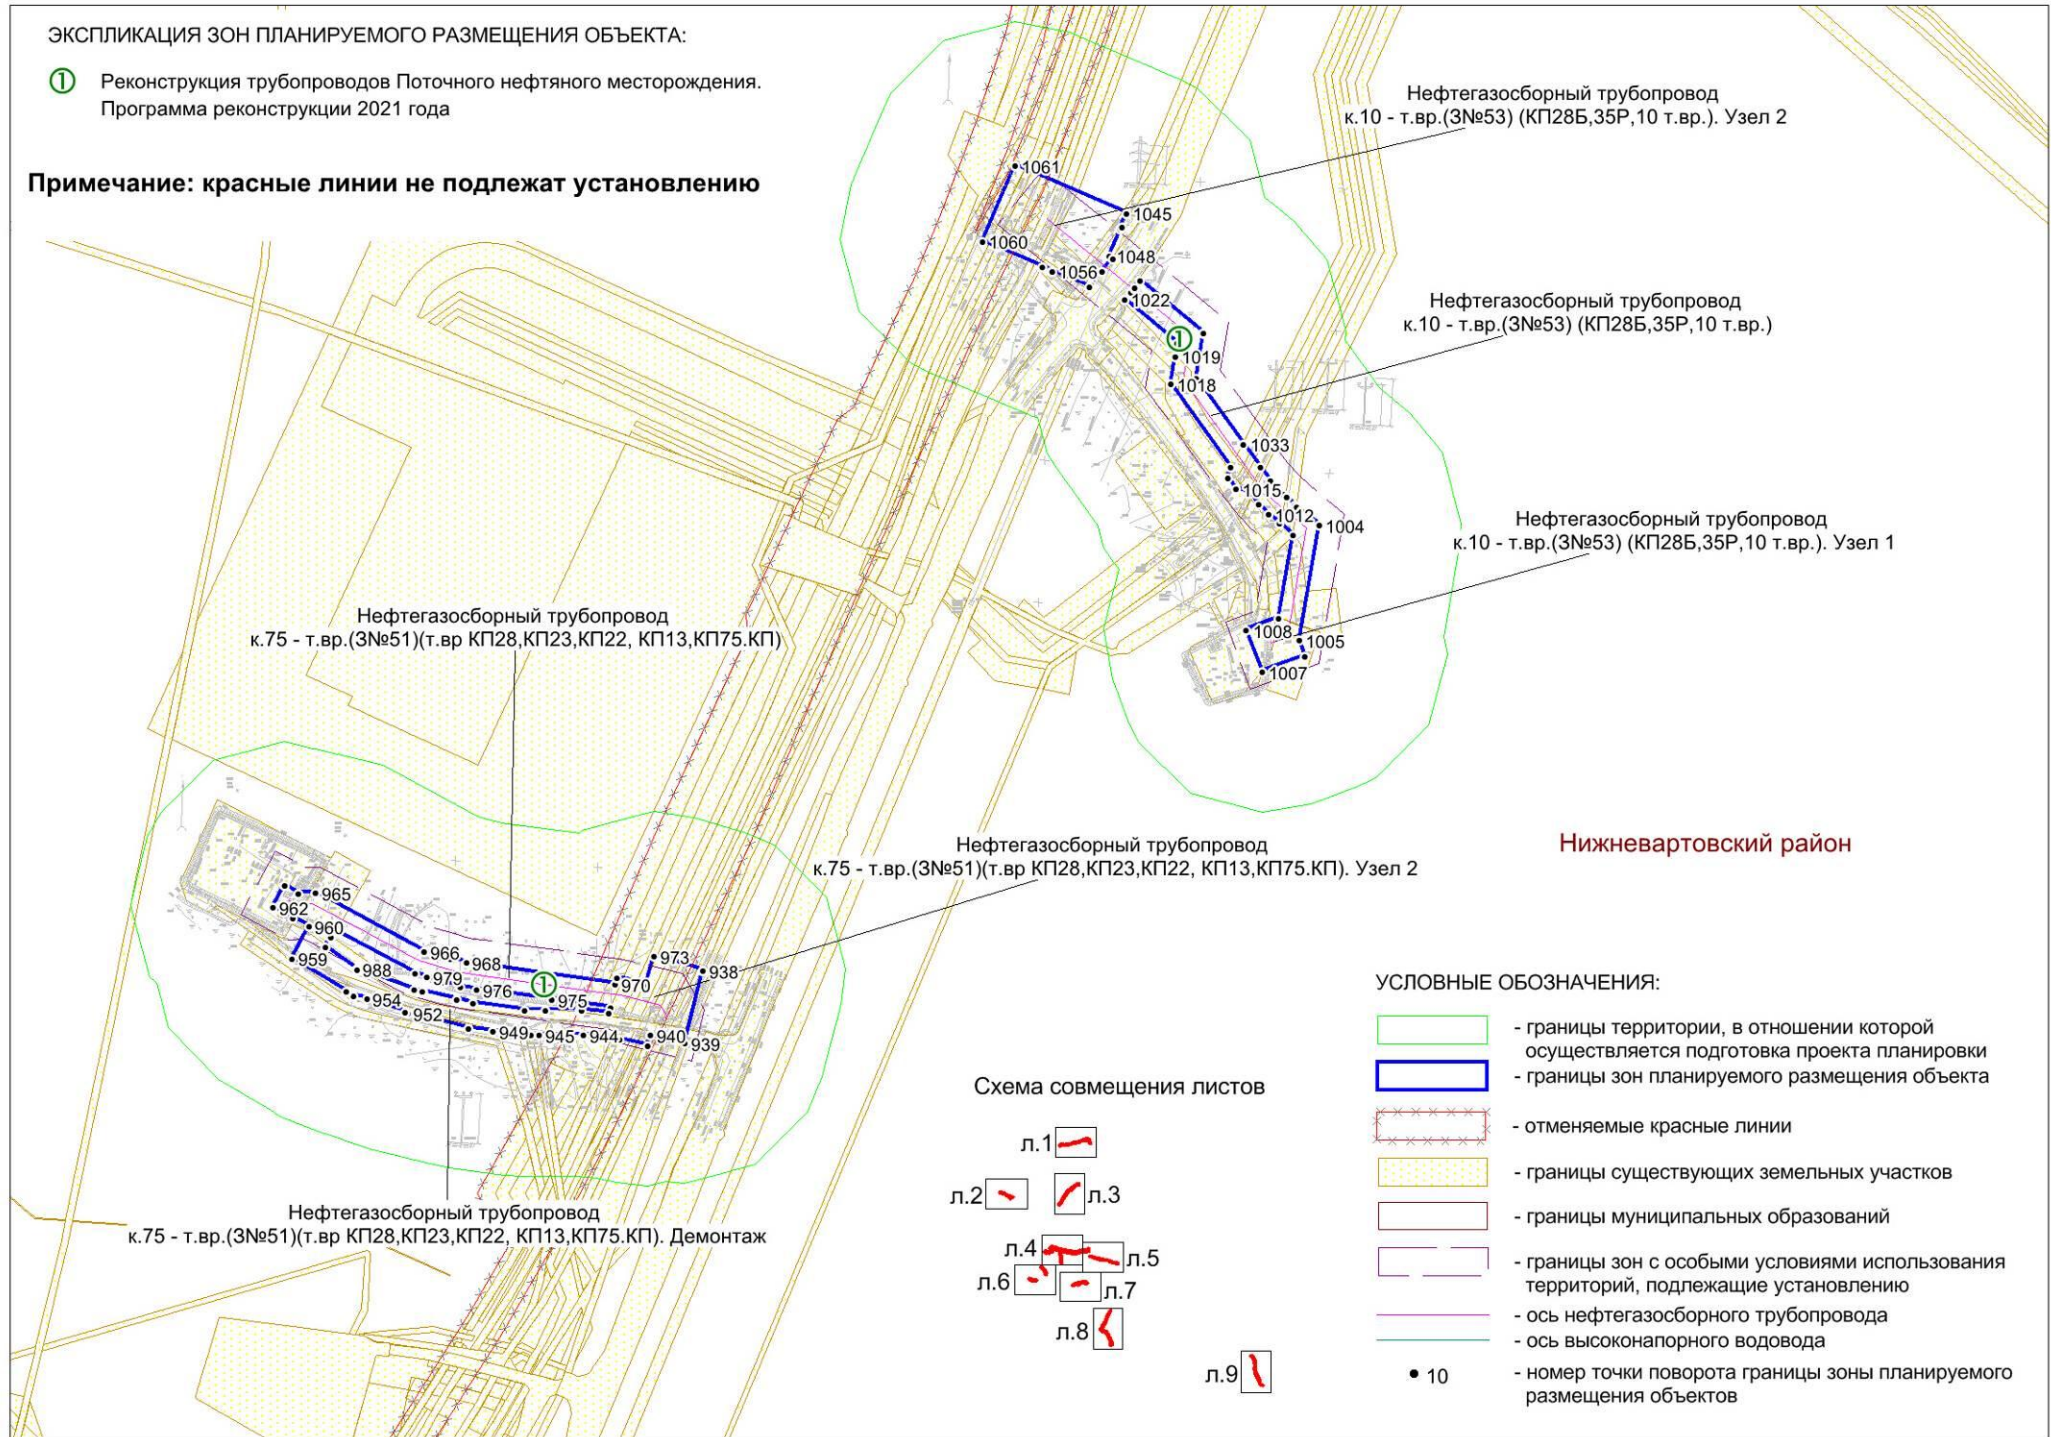 ЭКСПЛИКАЦИЯ ЗОН ПЛАНИРУЕМОГО РАЗМЕЩЕНИЯ ОБЪЕКТА:
1 Реконструкция трубопроводов Поточного нефтяного месторождения.
Программа реконструкции 2021 года
Примечание: красные линии не подлежат установлению
Нефтегазосборный трубопровод
к.10 - т.вр.(3№53) (КП28Б,35Р,10 т.вр.). Узел 2
1061
1045
1060
1048
1056
1022
Нефтегазосборный трубопровод
к.10 - т.вр.(3№53) (КП28Б,35Р,10 т.вр.)
1
1019
1018
1033
1015
1012
1004
Нефтегазосборный трубопровод
к.10 - т.вр.(3№53) (КП28Б,35Р,10 т.вр.). Узел 1
1008
1005
1007
Нефтегазосборный трубопровод
к.75 - т.вр.(3№51)(т.вр КП28,КП23,КП22, КП13,КП75.КП)
Нефтегазосборный трубопровод
к.75 - т.вр.(3№51)(т.вр КП28,КП23,КП22, КП13,КП75.КП). Узел 2
Нижневартовский район
965
962
960
966
968
973
959
988
979
976
1
970
938
954
952
975
949
945
944
940
939
Нефтегазосборный трубопровод
к.75 - т.вр.(3№51)(т.вр КП28,КП23,КП22, КП13,КП75.КП). Демонтаж
Схема совмещения листов
л.1
л.2
л.3
л.4
л.5
л.6
л.7
л.8
л.9
УСЛОВНЫЕ ОБОЗНАЧЕНИЯ:
- границы территории, в отношении которой
осуществляется подготовка проекта планировки
- границы зон планируемого размещения объекта
- отменяемые красные линии
- границы существующих земельных участков
- границы муниципальных образований
- границы зон с особыми условиями использования
территорий, подлежащие установлению
- ось нефтегазосборного трубопровода
- ось высоконапорного водовода
10 - номер точки поворота границы зоны планируемого
размещения объектов